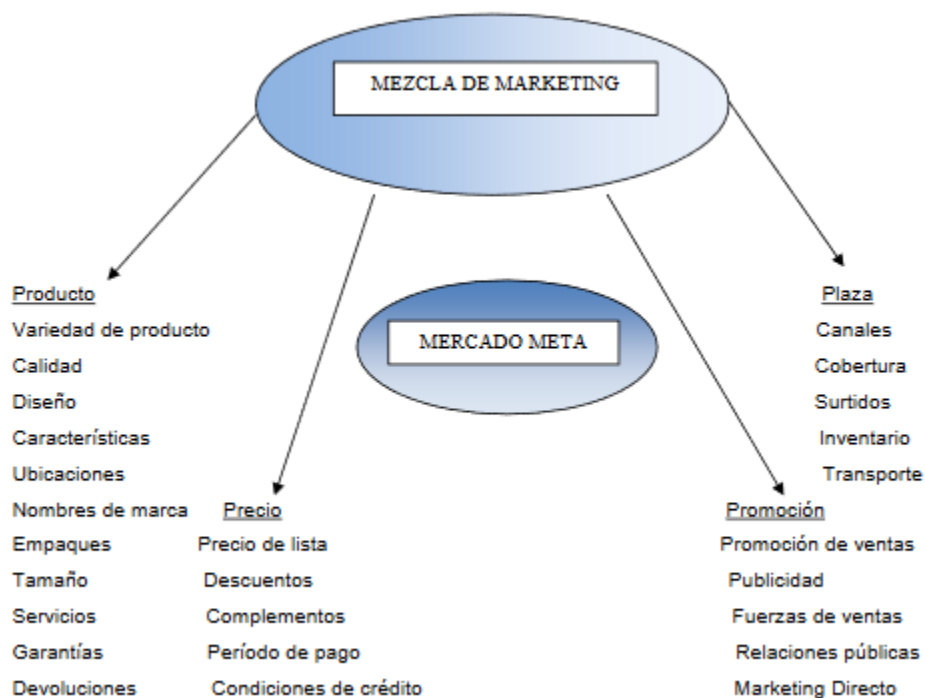 MEZCLA DE MARKETING
MERCADO META
Producto
Variedad de producto
Calidad
Diseño
Características
Ubicaciones
Nombres de marca
Empaques
Tamaño
Servicios
Garantías
Devoluciones
Precio
Precio de lista
Descuentos
Complementos
Período de pago
Condiciones de crédito
Promoción
Promoción de ventas
Publicidad
Fuerzas de ventas
Relaciones públicas
Marketing Directo
Plaza
Canales
Cobertura
Surtidos
Inventario
Transporte